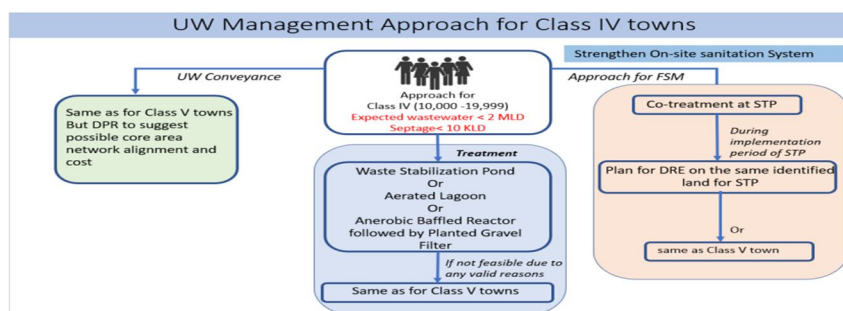 UW Management Approach for Class IV towns
Strengthen On-site sanitation System
UW Conveyance
Approach for FSM
Approach for
Class IV (10,000 -19,999)
Expected wastewater < 2 MLD
Septage< 10 KLD
Same as for Class V towns
But DPR to suggest
possible core area
network alignment and
cost
Treatment
Waste Stabilization Pond
Or
Aerated Lagoon
Or
Anerobic Baffled Reactor
followed by Planted Gravel
Filter
If not feasible due to
any valid reasons
Same as for Class V towns
Co-treatment at STP
During
implementation
period of STP
Plan for DRE on the same identified
land for STP
Or
same as Class V town